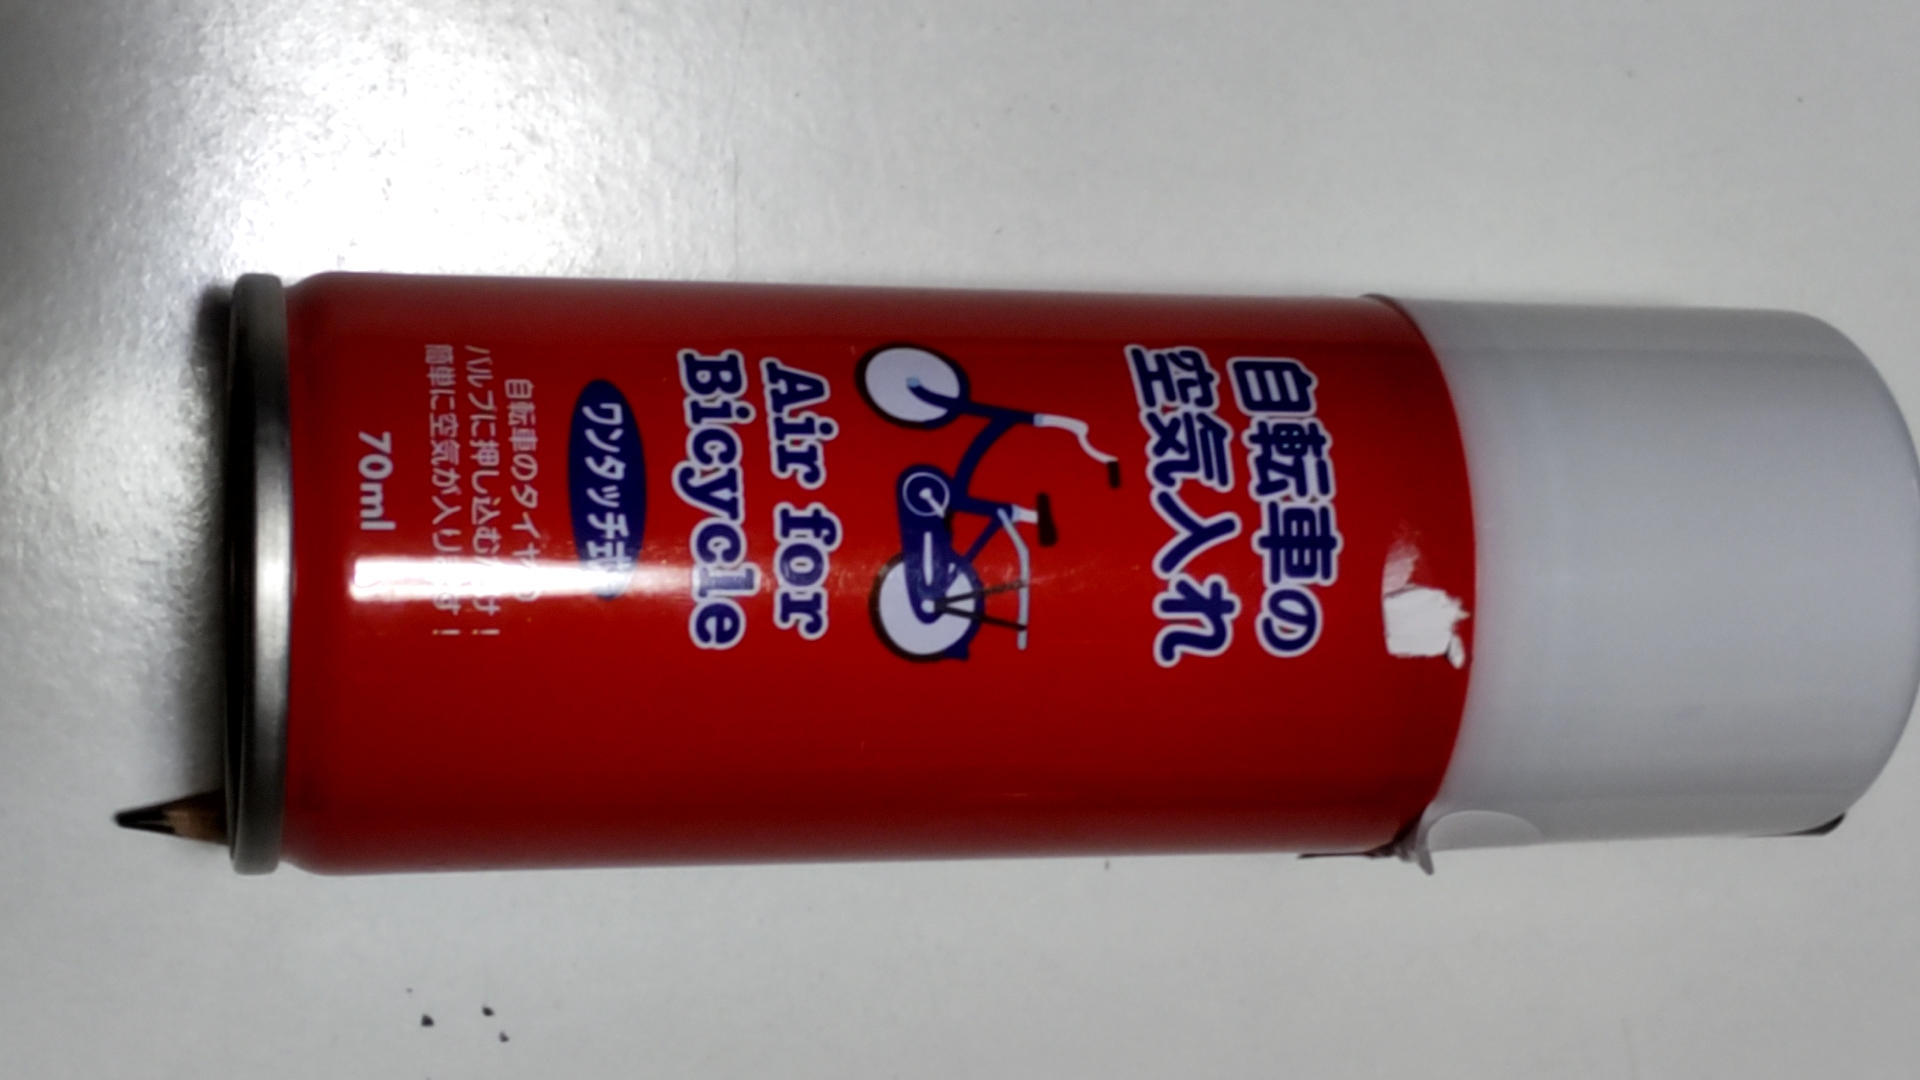 自転車の
空気入れ
Air for
Bicycle
ワンタッチ式
自転車のタイヤの
バルブに押し込むだけ！
簡単に空気が入ります！
70ml